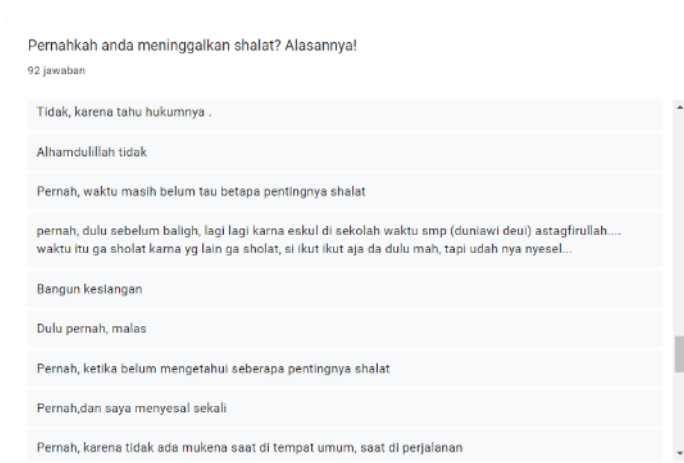 Pernahkah anda meninggalkan shalat? Alasannya!
92 jawaban
Tidak, karena tahu hukumnya .
Alhamdulillah tidak
Pernah, waktu masih belum tau betapa pentingnya shalat
pernah, dulu sebelum baligh, lagi lagi karna eskul di sekolah waktu smp (duniawi deui) astagfirullah....
waktu itu ga sholat karna yg lain ga sholat, si ikut ikut aja da dulu mah, tapi udah nya nyesel...
Bangun kesiangan
Dulu pernah, malas
Pernah, ketika belum mengetahui seberapa pentingnya shalat
Pernah,dan saya menyesal sekali
Pernah, karena tidak ada mukena saat di tempat umum, saat di perjalanan